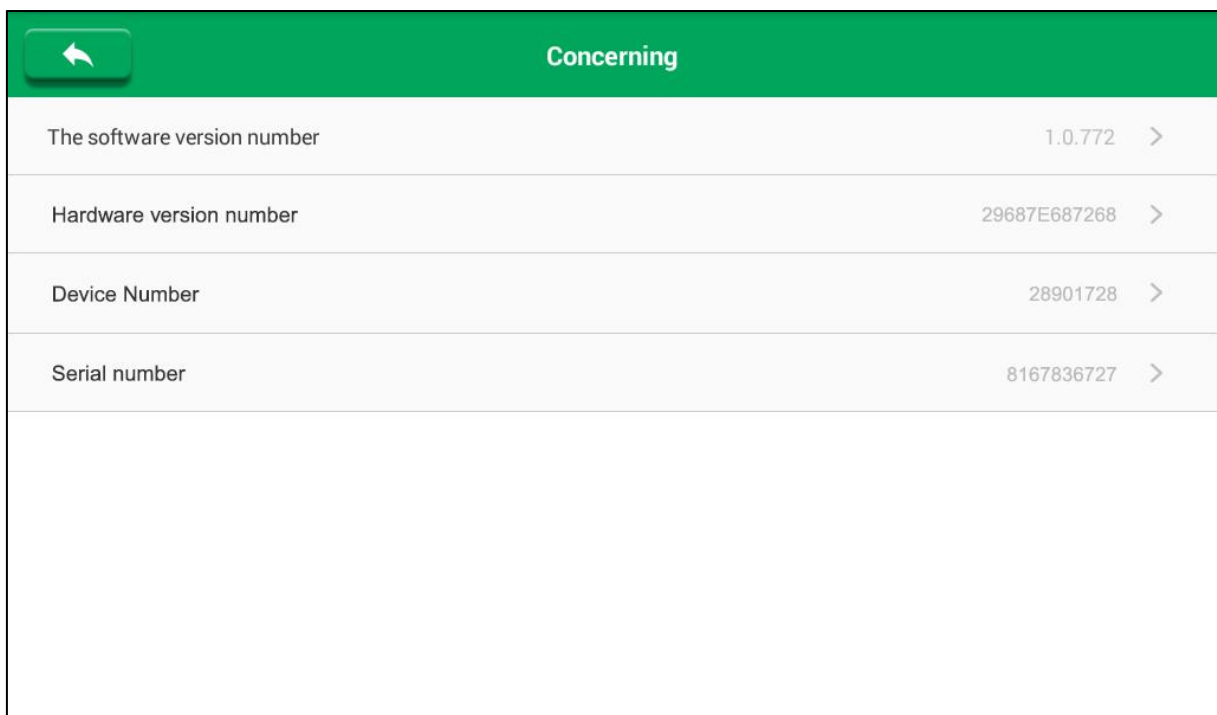 Concerning
The software version number 1.0.772
Hardware version number 29687E687268
Device Number 28901728
Serial number 8167836727